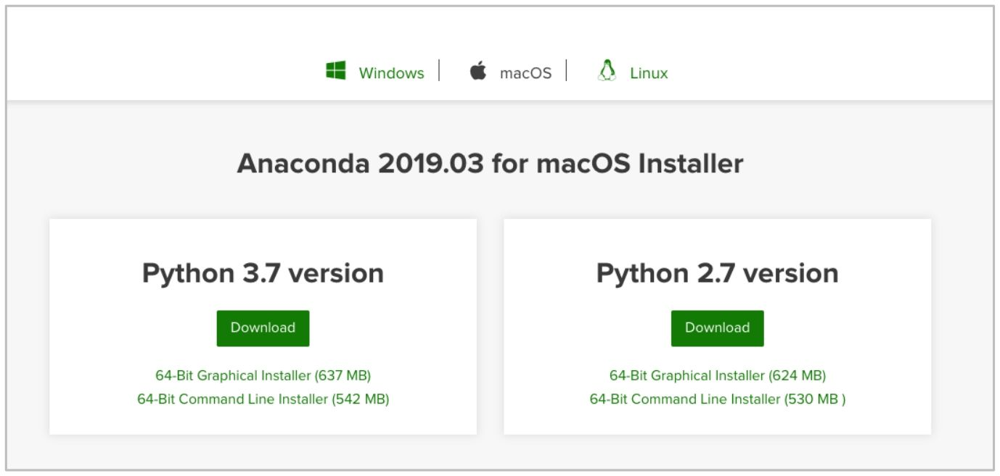 Windows | macOS | Linux
Anaconda 2019.03 for macOS Installer
Python 3.7 version
Download
64-Bit Graphical Installer (637 MB)
64-Bit Command Line Installer (542 MB)
Python 2.7 version
Download
64-Bit Graphical Installer (624 MB)
64-Bit Command Line Installer (530 MB )